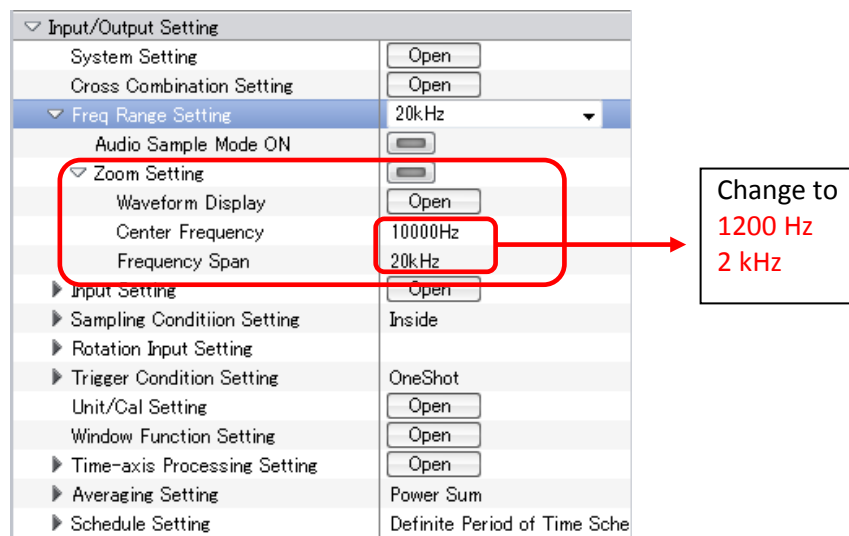 Input/Output Setting
System Setting Open
Cross Combination Setting Open
Freq Range Setting 20kHz
Audio Sample Mode ON
Zoom Setting
Waveform Display Open
Center Frequency 10000Hz
Frequency Span 20kHz
Input Setting Open
Sampling Conditiion Setting Inside
Rotation Input Setting
Trigger Condition Setting OneShot
Unit/Cal Setting Open
Window Function Setting Open
Time-axis Processing Setting Open
Averaging Setting Power Sum
Schedule Setting Definite Period of Time Sche
Change to
1200 Hz
2 kHz